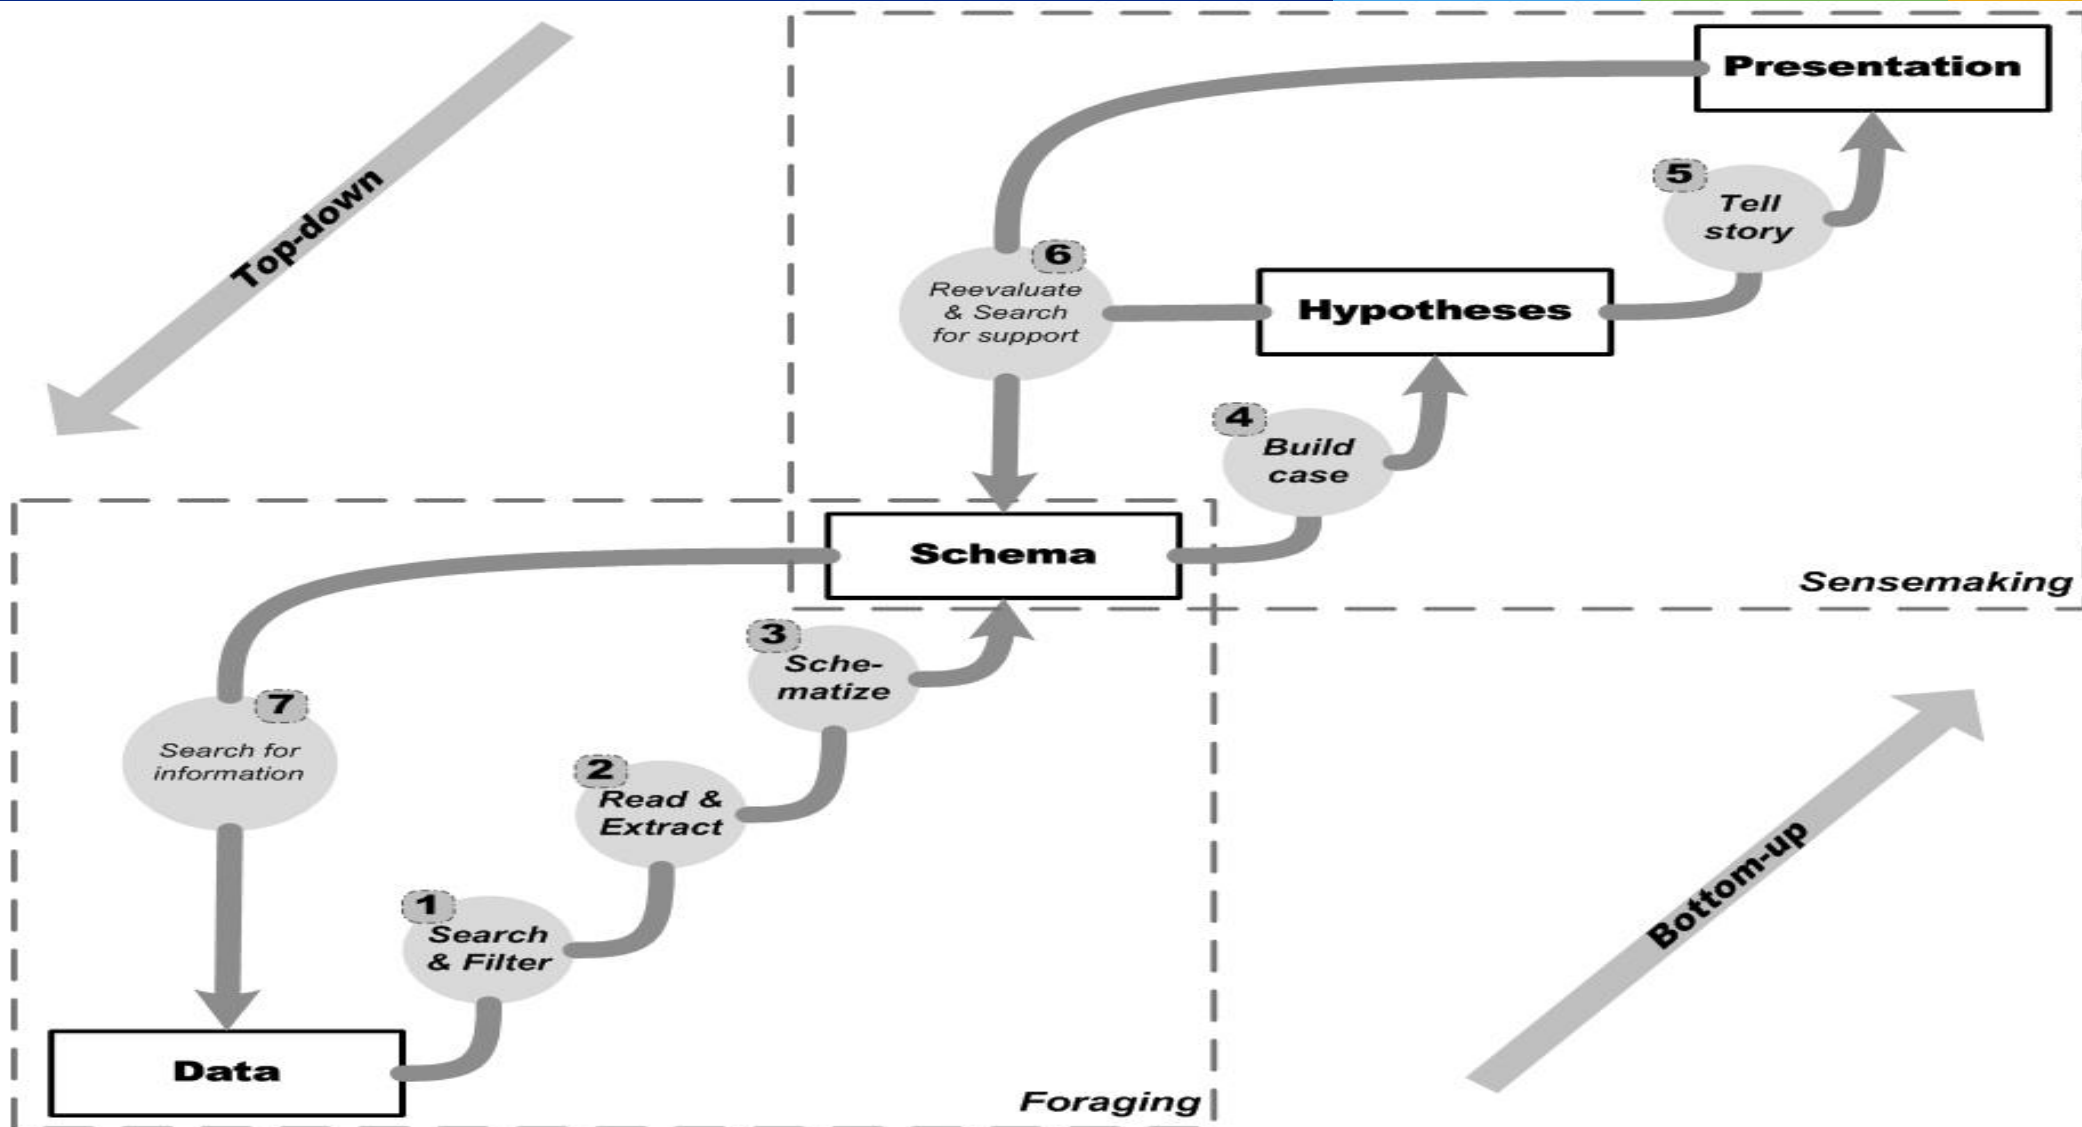 Presentation
Top-down
5
Tell
story
6
Reevaluate
& Search
for support
Hypotheses
4
Build
case
Schema
Sensemaking
3
Sche-
matize
7
Search for
information
2
Read &
Extract
Bottom-up
1
Search
& Filter
Data
Foraging